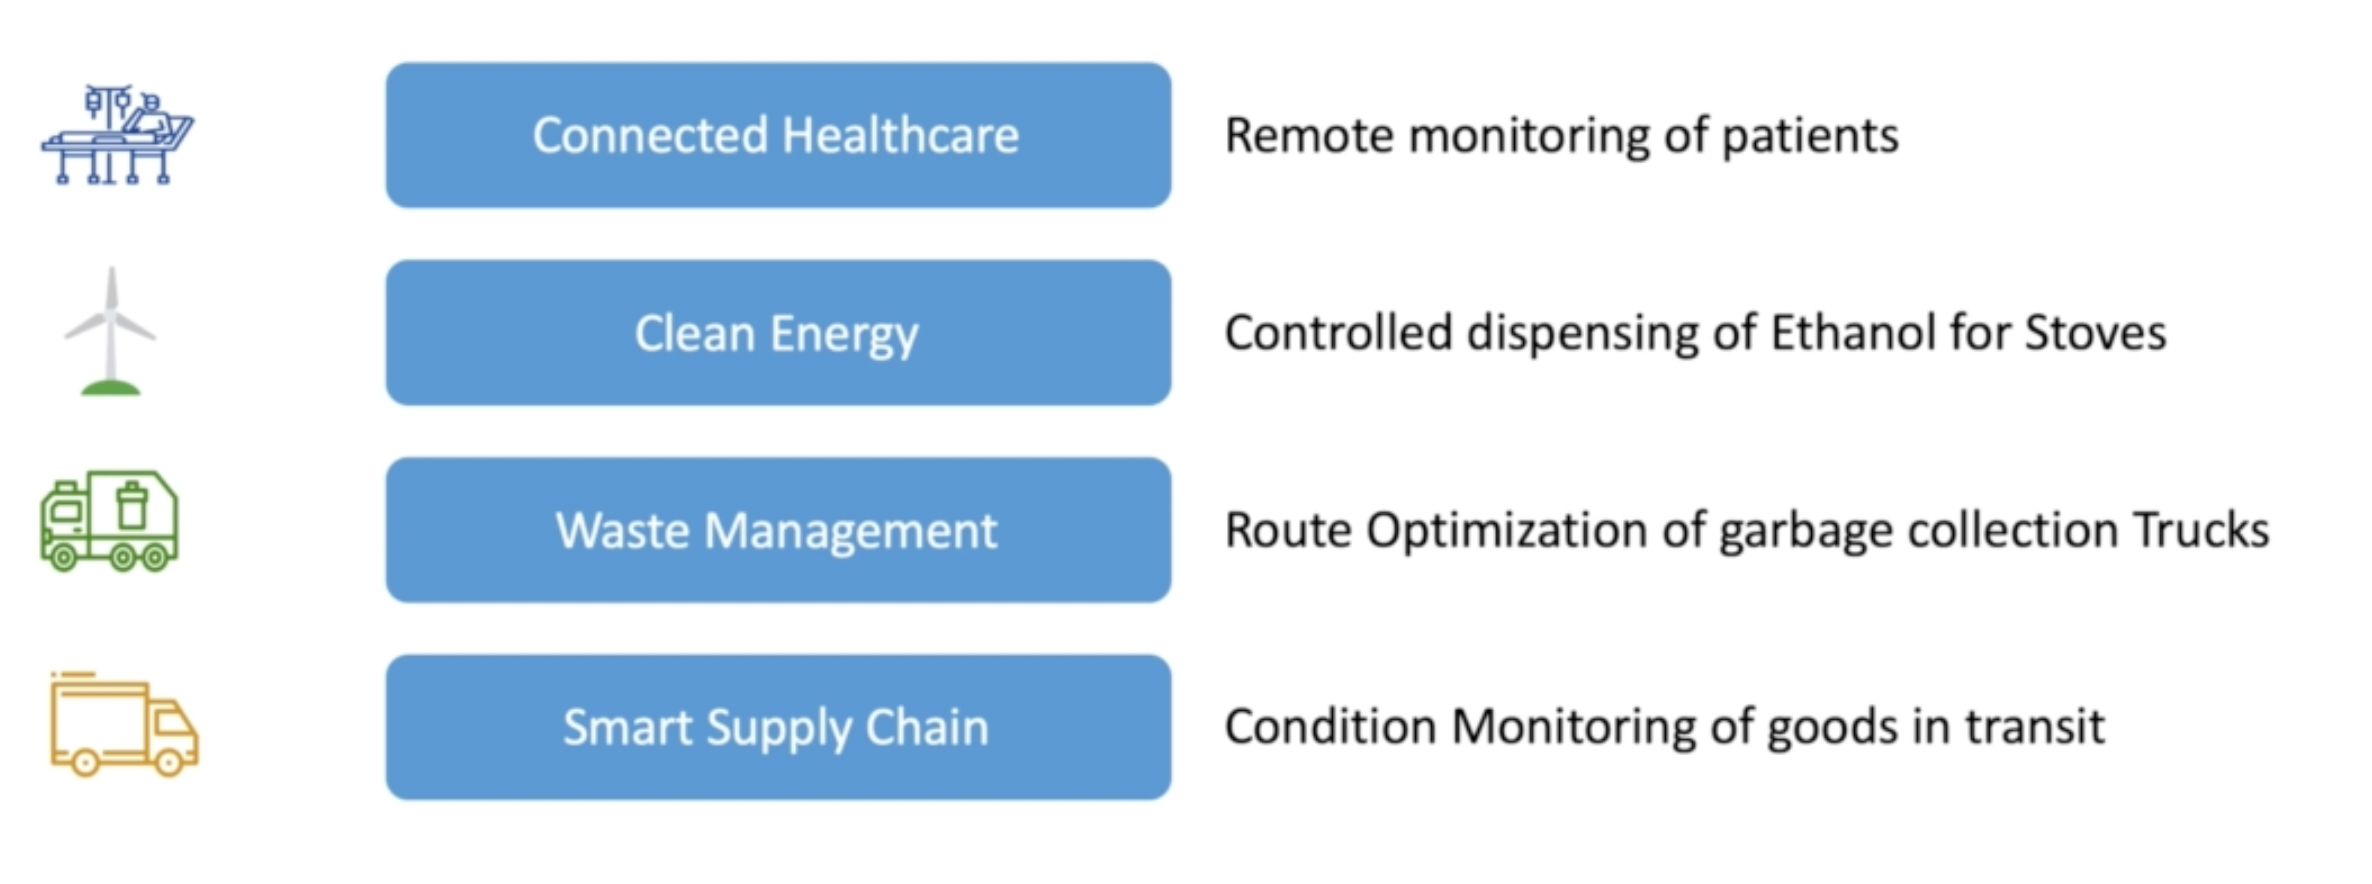 Connected Healthcare
Remote monitoring of patients
Clean Energy
Controlled dispensing of Ethanol for Stoves
Waste Management
Route Optimization of garbage collection Trucks
Smart Supply Chain
Condition Monitoring of goods in transit